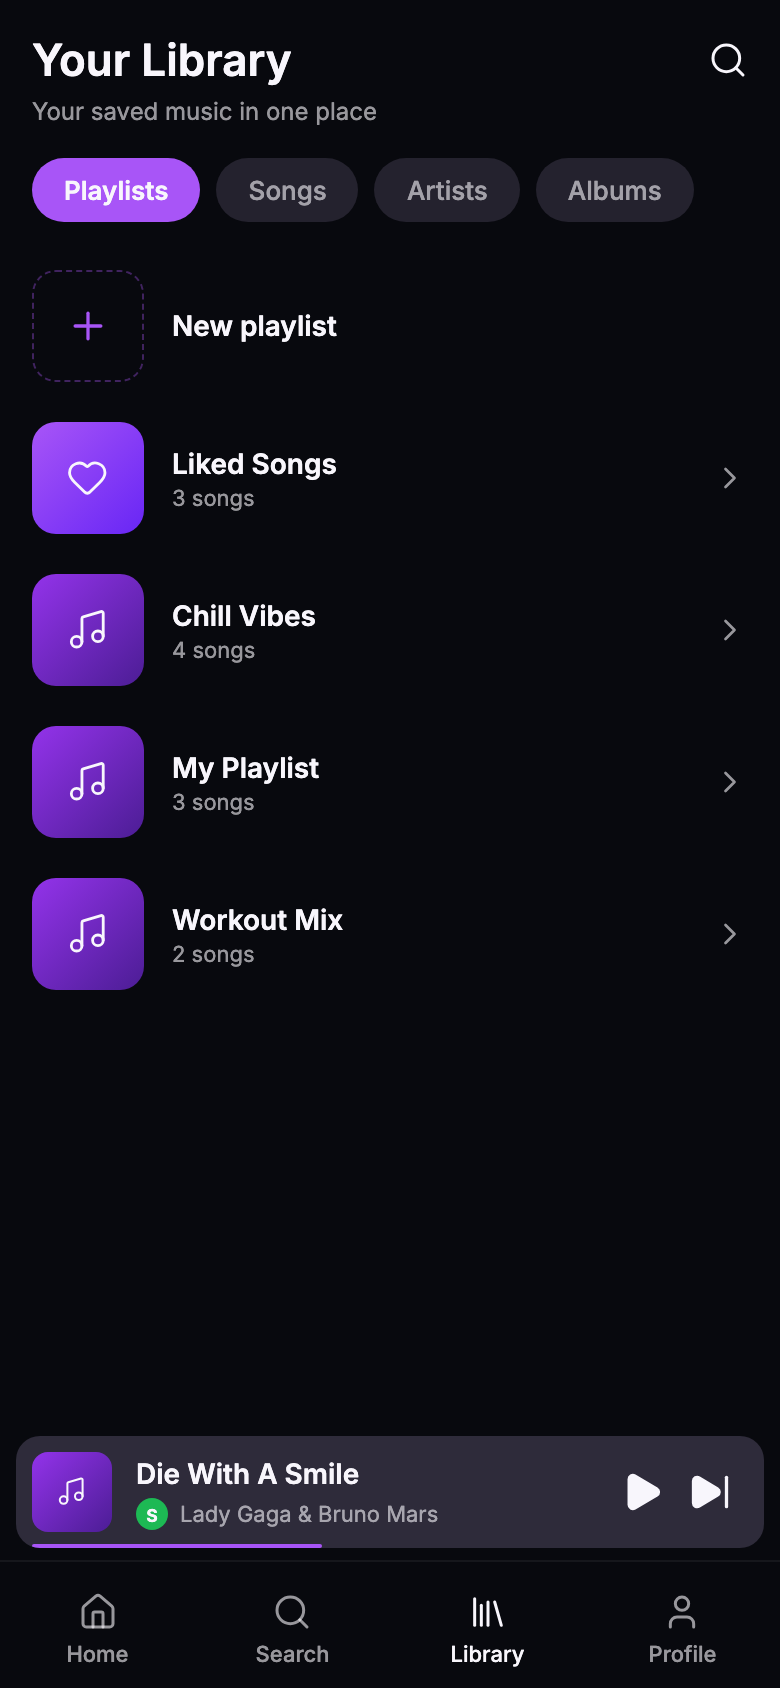 Your Library
Your saved music in one place
Playlists
Songs
Artists
Albums
New playlist
Liked Songs
3 songs
Chill Vibes
4 songs
My Playlist
3 songs
Workout Mix
2 songs
Die With A Smile
S Lady Gaga & Bruno Mars
Home
Search
Library
Profile